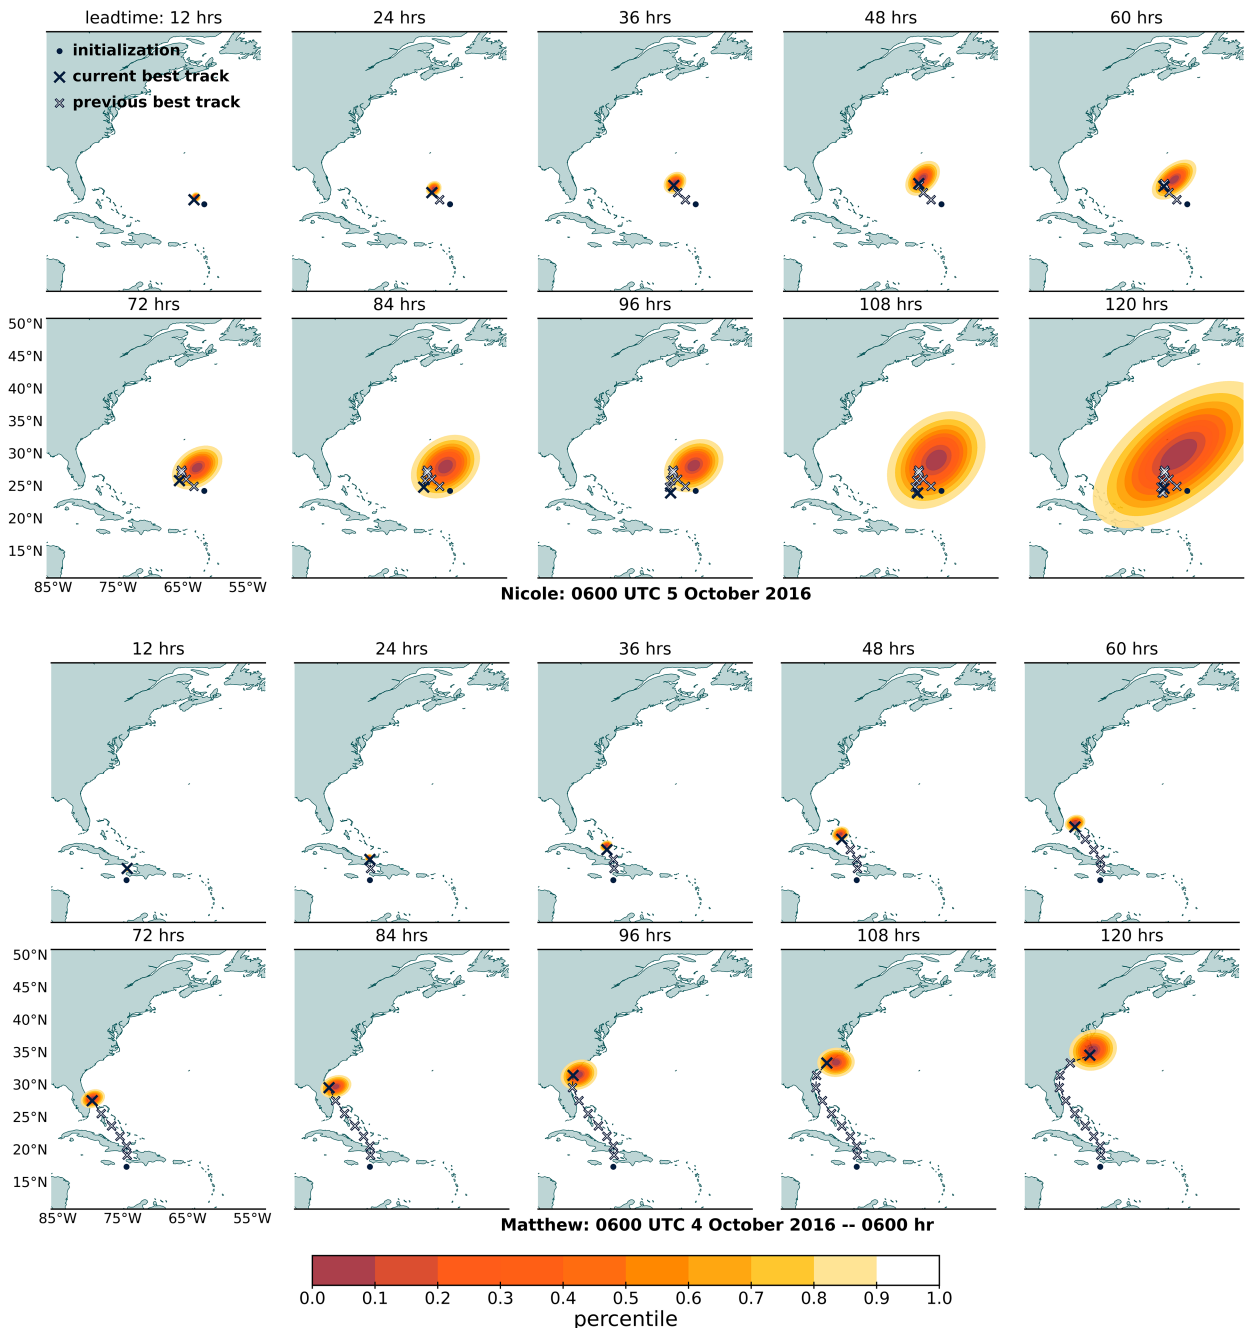 leadtime: 12 hrs
24 hrs
36 hrs
48 hrs
60 hrs
initialization
current best track
previous best track
72 hrs
84 hrs
96 hrs
108 hrs
120 hrs
50°N
45°N
40°N
35°N
30°N
25°N
20°N
15°N
85°W 75°W 65°W 55°W
Nicole: 0600 UTC 5 October 2016
12 hrs
24 hrs
36 hrs
48 hrs
60 hrs
72 hrs
84 hrs
96 hrs
108 hrs
120 hrs
50°N
45°N
40°N
35°N
30°N
25°N
20°N
15°N
85°W 75°W 65°W 55°W
Matthew: 0600 UTC 4 October 2016 -- 0600 hr
0.0 0.1 0.2 0.3 0.4 0.5 0.6 0.7 0.8 0.9 1.0
percentile